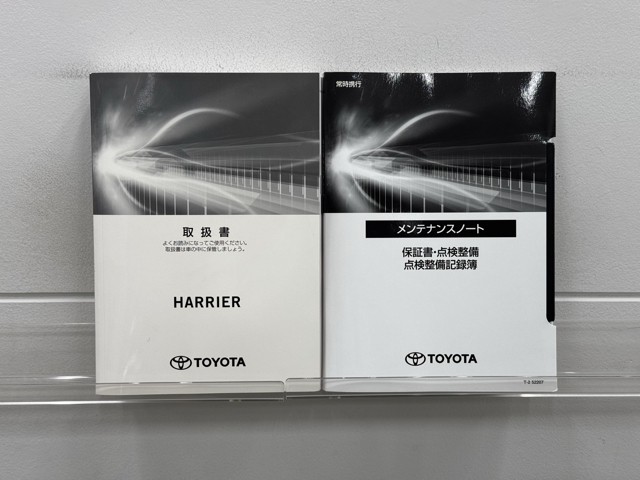 取扱書
よくお読みになってご使用ください。
取扱書は車の中に保管しましょう。
HARRIER
TOYOTA
常時携行
メンテナンスノート
保証書・点検整備
点検整備記録簿
TOYOTA